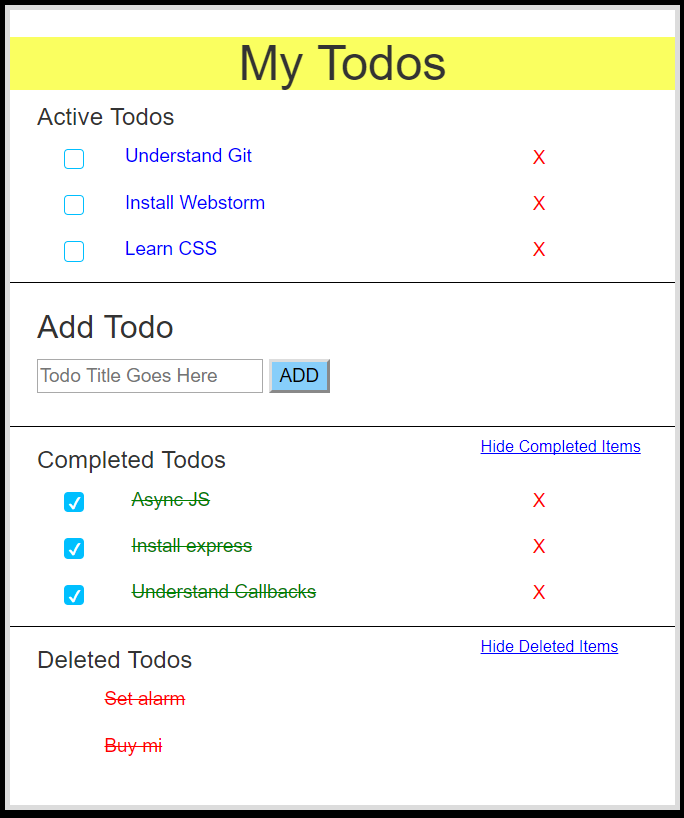 My Todos
Active Todos
Understand Git X
Install Webstorm X
Learn CSS X
Add Todo
Todo Title Goes Here ADD
Hide Completed Items
Completed Todos
Async JS X
Install express X
Understand Callbacks X
Hide Deleted Items
Deleted Todos
Set alarm
Buy mi